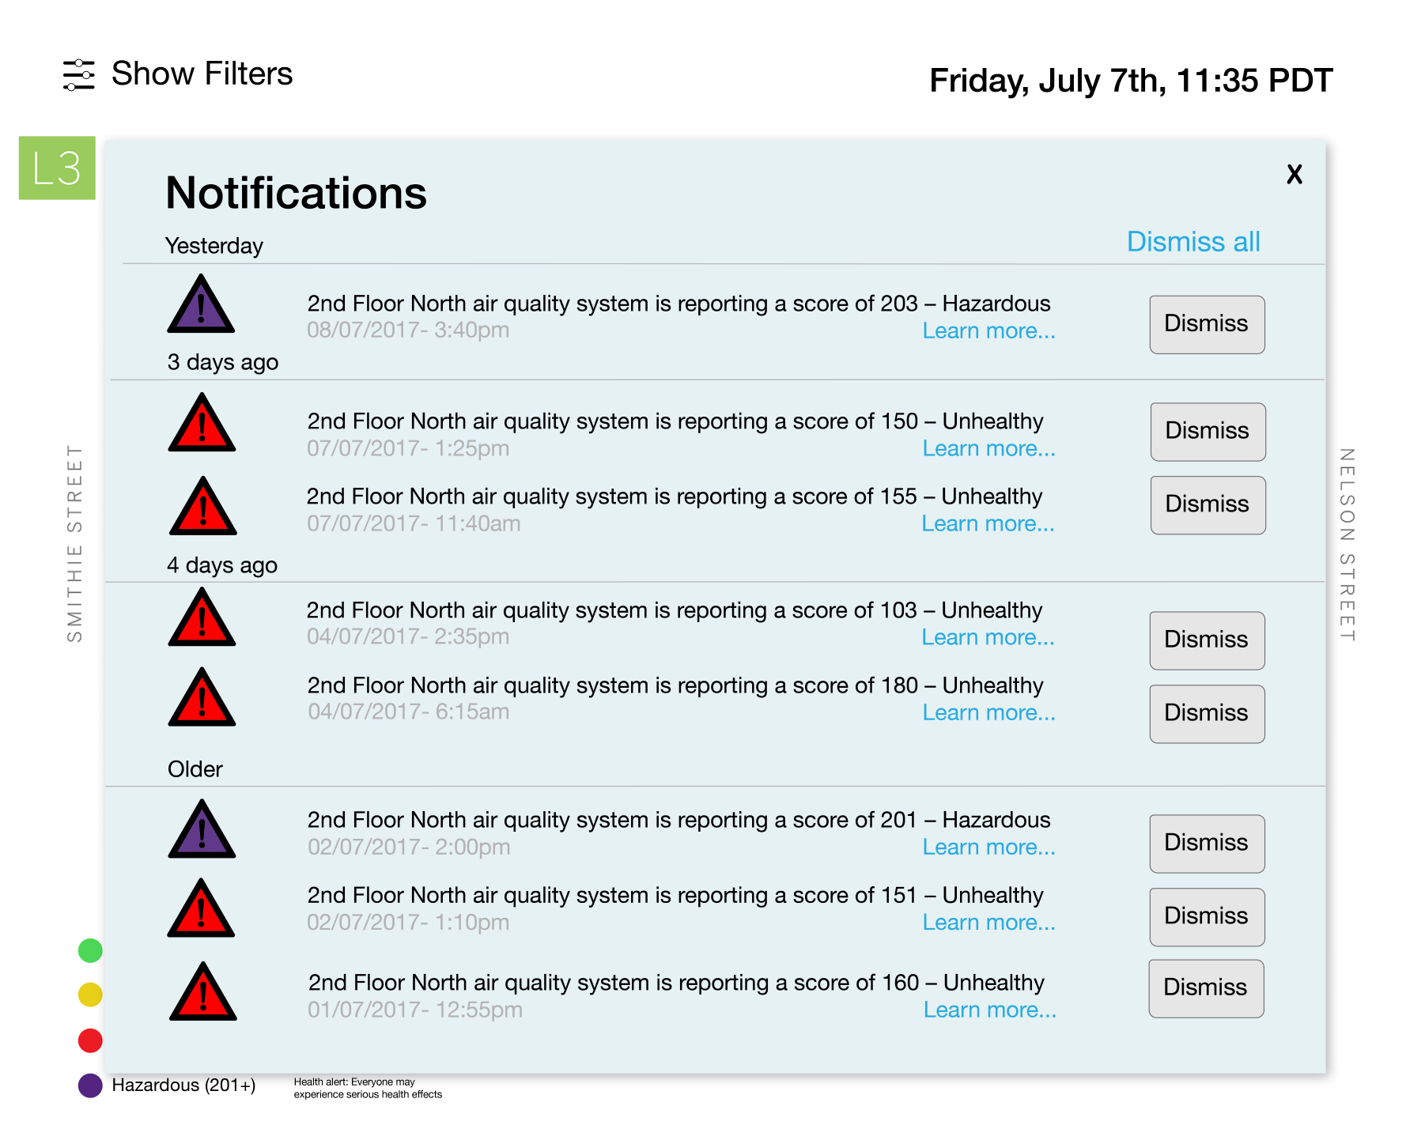 Show Filters
Friday, July 7th, 11:35 PDT
L3
Notifications
X
Yesterday
Dismiss all
2nd Floor North air quality system is reporting a score of 203 – Hazardous
08/07/2017- 3:40pm
Learn more...
Dismiss
3 days ago
2nd Floor North air quality system is reporting a score of 150 – Unhealthy
07/07/2017- 1:25pm
Learn more...
Dismiss
2nd Floor North air quality system is reporting a score of 155 – Unhealthy
07/07/2017- 11:40am
Learn more...
Dismiss
4 days ago
2nd Floor North air quality system is reporting a score of 103 – Unhealthy
04/07/2017- 2:35pm
Learn more...
Dismiss
2nd Floor North air quality system is reporting a score of 180 – Unhealthy
04/07/2017- 6:15am
Learn more...
Dismiss
Older
2nd Floor North air quality system is reporting a score of 201 – Hazardous
02/07/2017- 2:00pm
Learn more...
Dismiss
2nd Floor North air quality system is reporting a score of 151 – Unhealthy
02/07/2017- 1:10pm
Learn more...
Dismiss
2nd Floor North air quality system is reporting a score of 160 – Unhealthy
01/07/2017- 12:55pm
Learn more...
Dismiss
SMITHIE STREET
NELSON STREET
Hazardous (201+)
Health alert: Everyone may
experience serious health effects